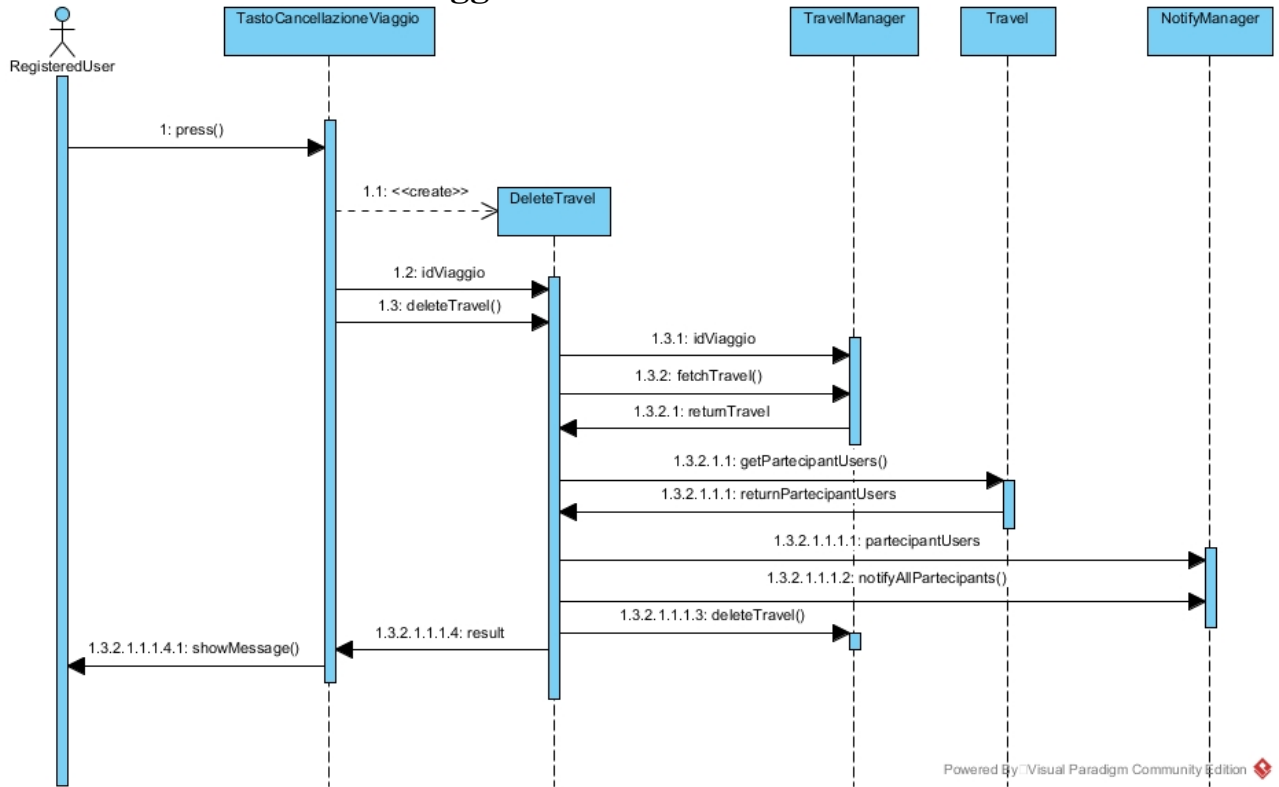 TastoCancellazioneViaggio
TravelManager
Travel
NotifyManager
RegisteredUser
1: press()
1.1: <<create>>
DeleteTravel
1.2: idViaggio
1.3: deleteTravel()
1.3.1: idViaggio
1.3.2: fetchTravel()
1.3.2.1: returnTravel
1.3.2.1.1: getPartecipantUsers()
1.3.2.1.1.1: returnPartecipantUsers
1.3.2.1.1.1.1: partecipantUsers
1.3.2.1.1.1.2: notifyAllPartecipants()
1.3.2.1.1.1.3: deleteTravel()
1.3.2.1.1.1.4: result
1.3.2.1.1.1.4.1: showMessage()
Powered By Visual Paradigm Community Edition